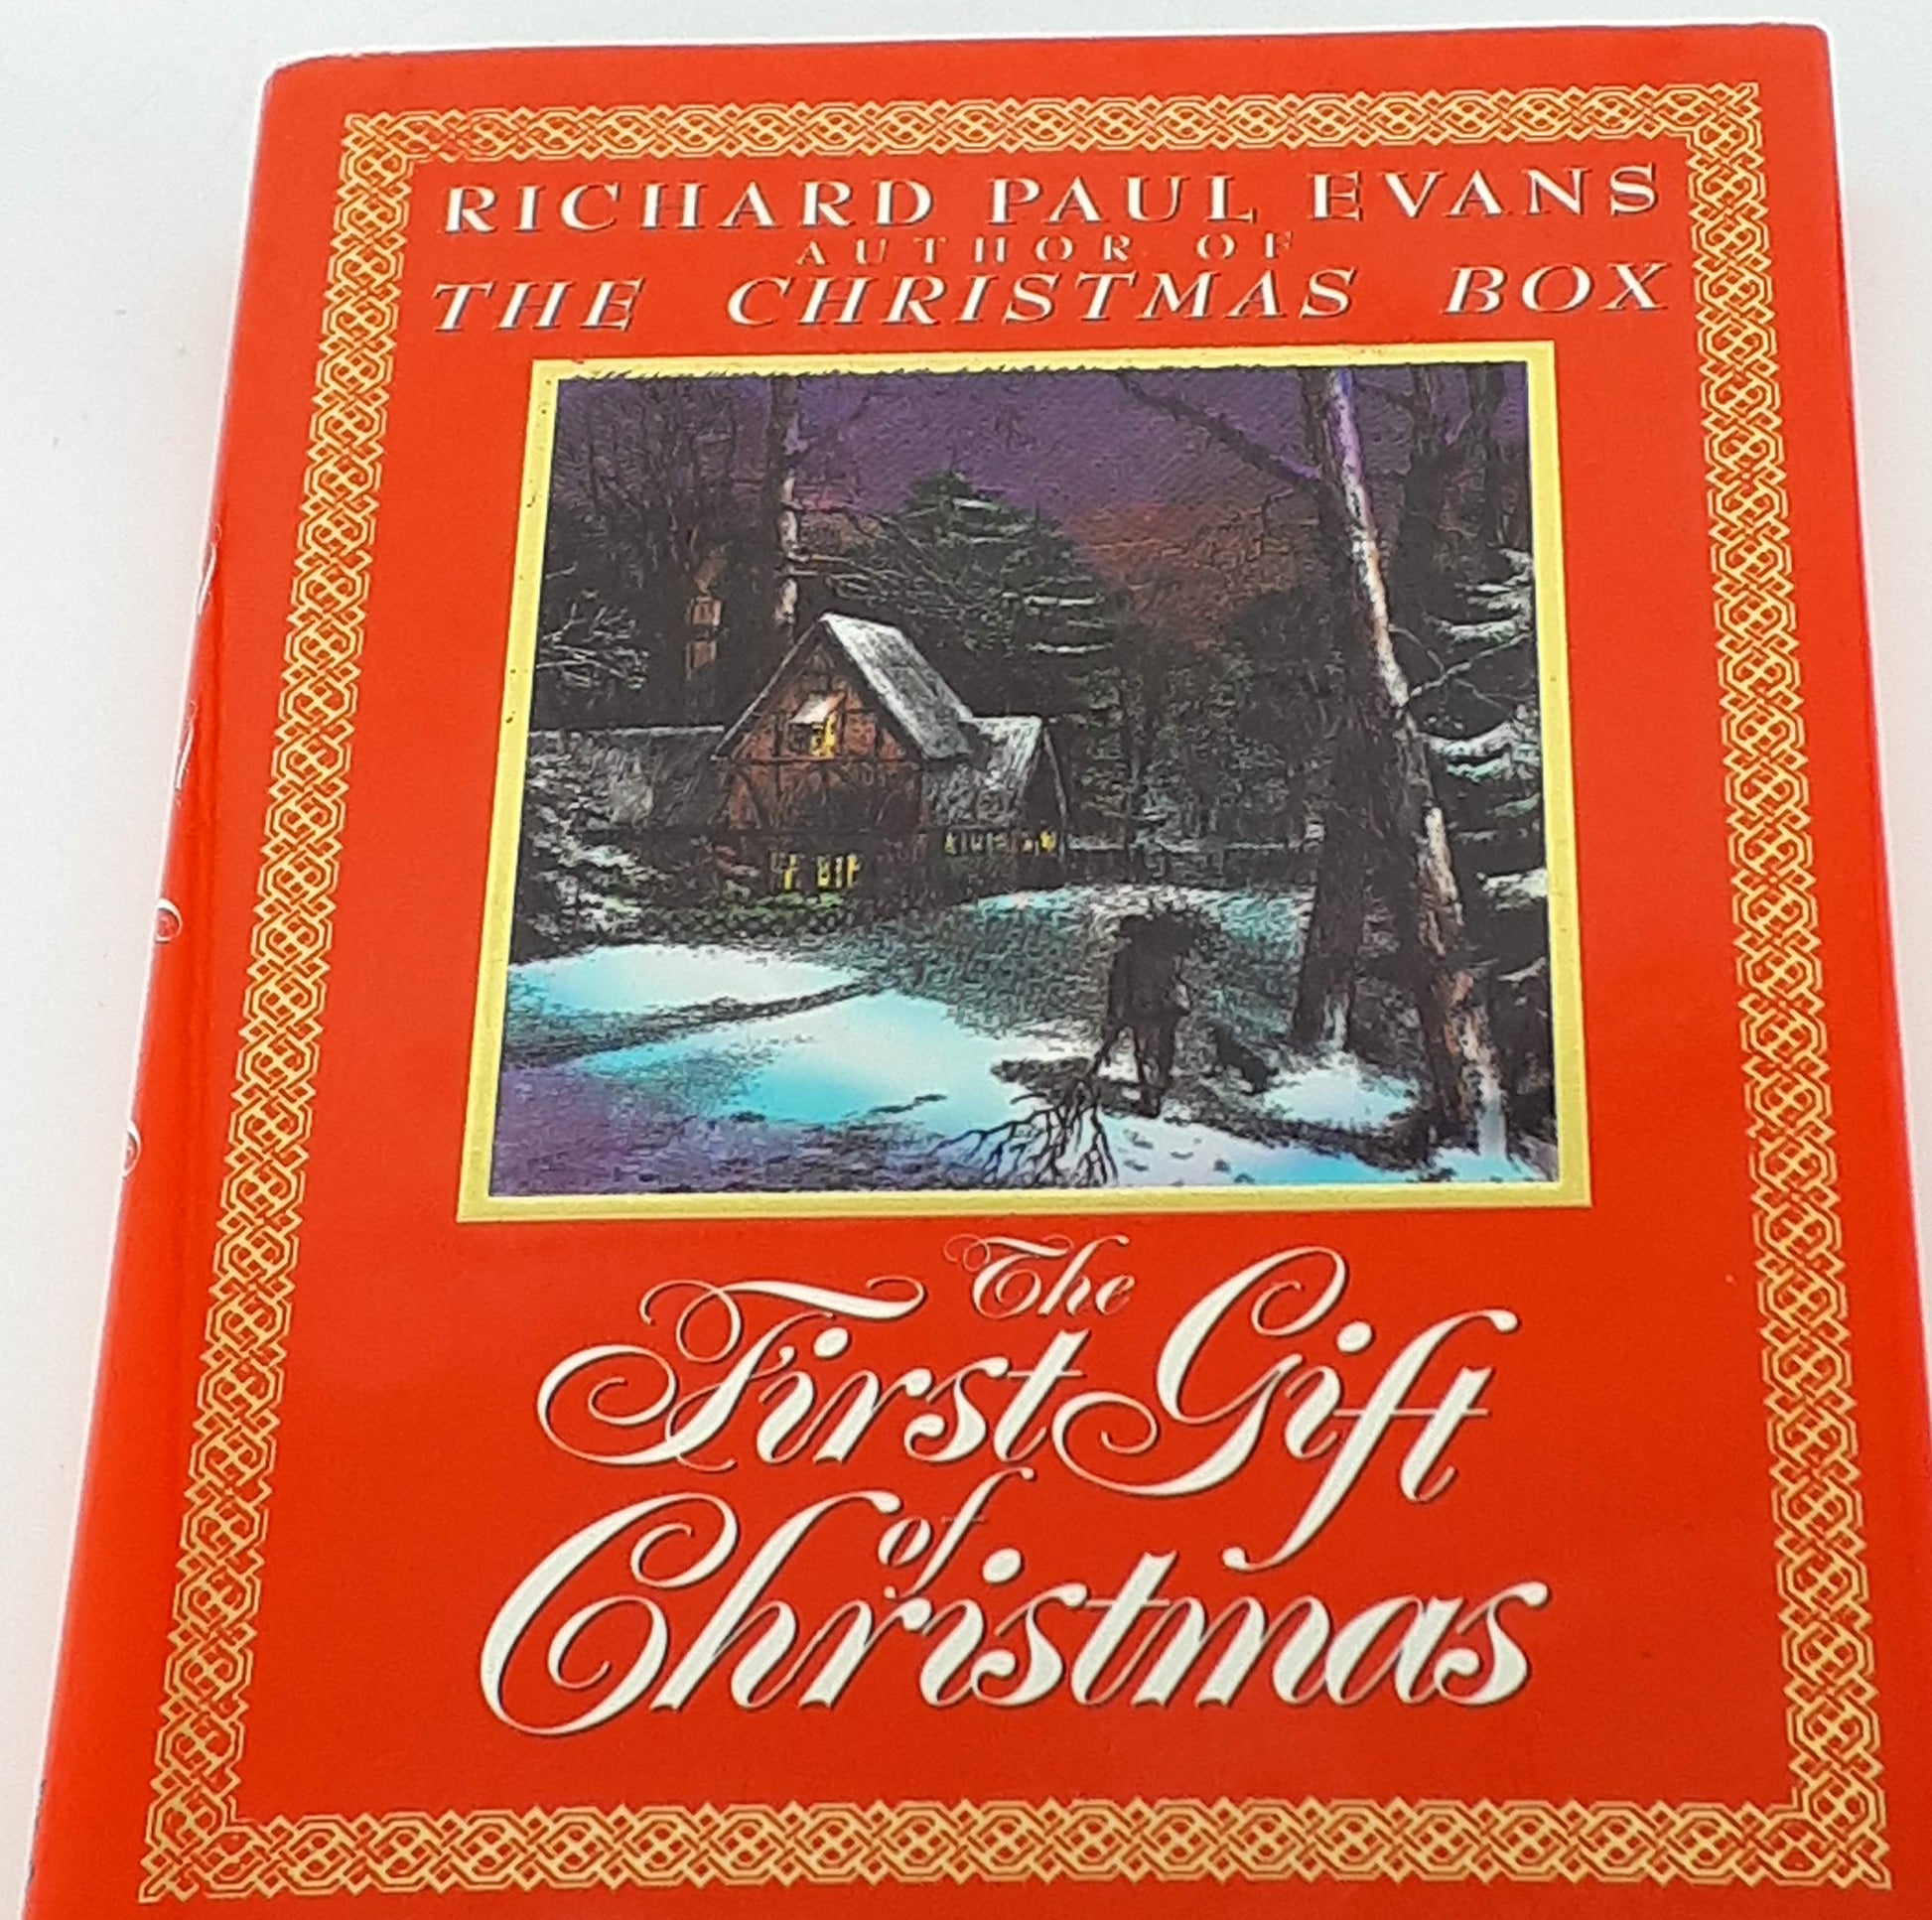 RICHARD PAUL EVANS
AUTHOR OF
THE CHRISTMAS BOX
The
First Gift
of
Christmas